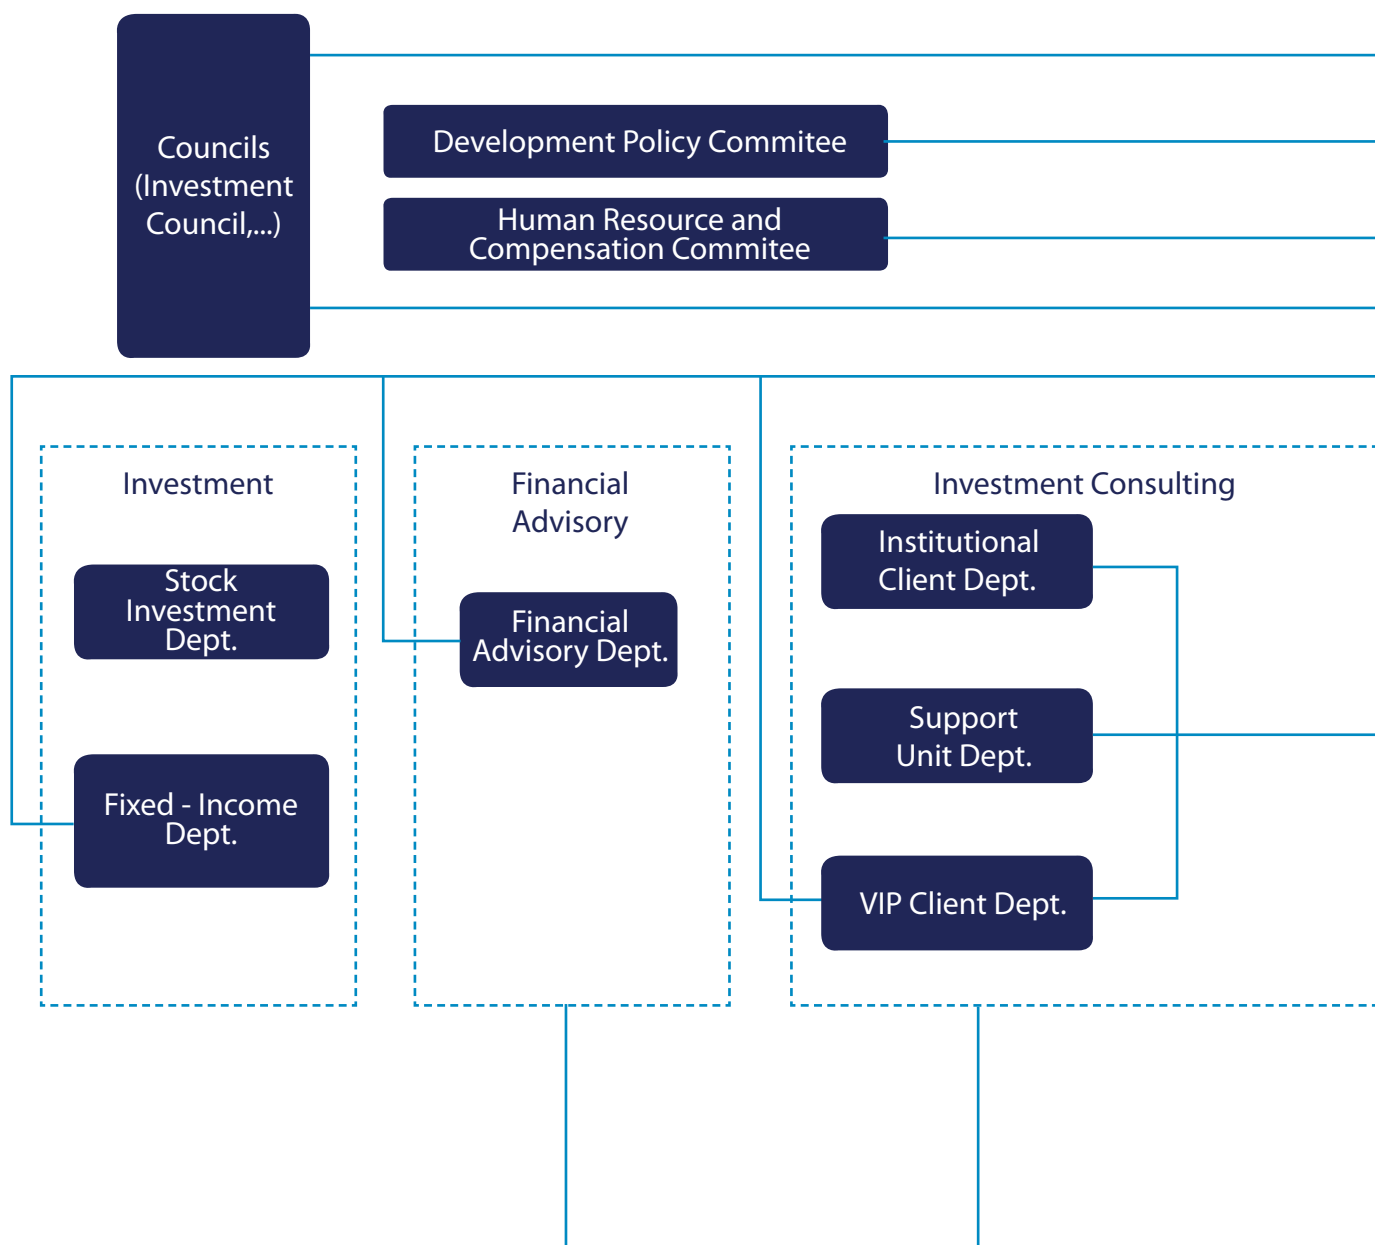 Councils
(Investment
Council,...)
Development Policy Commitee
Human Resource and
Compensation Commitee
Investment
Stock
Investment
Dept.
Fixed - Income
Dept.
Financial
Advisory
Financial
Advisory Dept.
Investment Consulting
Institutional
Client Dept.
Support
Unit Dept.
VIP Client Dept.